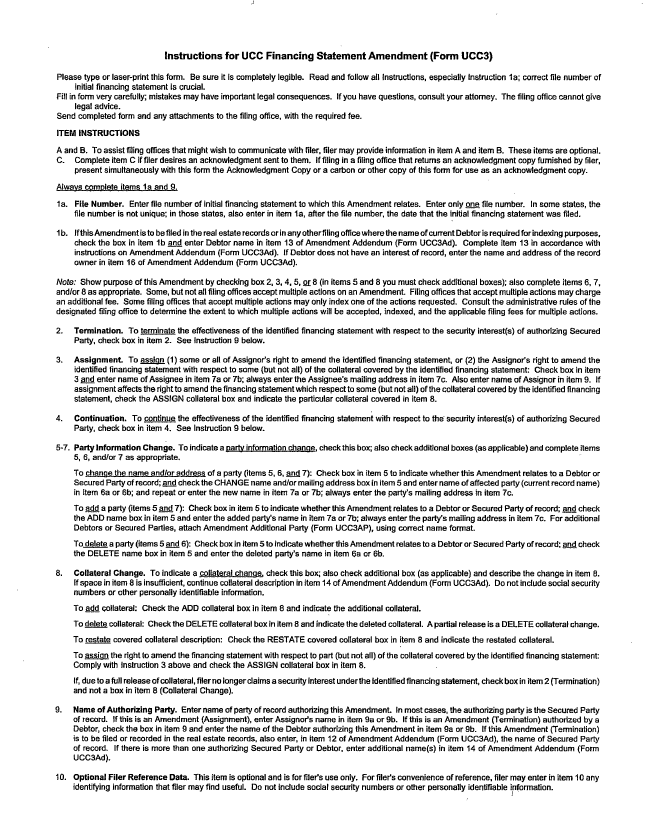 Instructions for UCC Financing Statement Amendment (Form UCC3)
Please type or laser-print this form. Be sure it is completely legible. Read and follow all Instructions, especially Instruction 1a; correct file number of
Initial financing statement is crucial.
Fill in form very carefully; mistakes may have important legal consequences. If you have questions, consult your attorney. The filing office cannot give
legal advice.
Send completed form and any attachments to the filing office, with the required fee.
ITEM INSTRUCTIONS
A and B. To assist filing offices that might wish to communicate with filer, filer may provide information in item A and item B. These items are optional.
C. Complete item C if filer desires an acknowledgment sent to them. If filing in a filing office that returns an acknowledgment copy furnished by filer,
present simultaneously with this form the Acknowledgment Copy or a carbon or other copy of this form for use as an acknowledgment copy.
Always complete items 1a and 9.
1a. File Number. Enter file number of initial financing statement to which this Amendment relates. Enter only one file number. In some states, the
file number is not unique; in those states, also enter in item 1a, after the file number, the date that the initial financing statement was filed.
1b. If this Amendment is to be filed in the real estate records or in any other filing office where the name of current Debtor is required for indexing purposes,
check the box in item 1b and enter Debtor name in item 13 of Amendment Addendum (Form UCC3Ad). Complete item 13 in accordance with
instructions on Amendment Addendum (Form UCC3Ad). If Debtor does not have an interest of record, enter the name and address of the record
owner in item 16 of Amendment Addendum (Form UCC3Ad).
Note: Show purpose of this Amendment by checking box 2, 3, 4, 5, or 8 (in items 5 and 8 you must check additional boxes); also complete items 6, 7,
and/or 8 as appropriate. Some, but not all filing offices accept multiple actions on an Amendment. Filing offices that accept multiple actions may charge
an additional fee. Some filing offices that accept multiple actions may only index one of the actions requested. Consult the administrative rules of the
designated filing office to determine the extent to which multiple actions will be accepted, indexed, and the applicable filing fees for multiple actions.
2. Termination. To terminate the effectiveness of the identified financing statement with respect to the security interest(s) of authorizing Secured
Party, check box in item 2. See Instruction 9 below.
3. Assignment. To assign (1) some or all of Assignor's right to amend the identified financing statement, or (2) the Assignor's right to amend the
identified financing statement with respect to some (but not all) of the collateral covered by the identified financing statement: Check box in item
3 and enter name of Assignee in item 7a or 7b; always enter the Assignee's mailing address in item 7c. Also enter name of Assignor in item 9. If
assignment affects the right to amend the financing statement which respect to some (but not all) of the collateral covered by the identified financing
statement, check the ASSIGN collateral box and indicate the particular collateral covered in item 8.
4. Continuation. To continue the effectiveness of the identified financing statement with respect to the security interest(s) of authorizing Secured
Party, check box in item 4. See Instruction 9 below.
5-7. Party Information Change. To indicate a party information change, check this box; also check additional boxes (as applicable) and complete items
5, 6, and/or 7 as appropriate.
To change the name and/or address of a party (items 5, 6, and 7): Check box in item 5 to indicate whether this Amendment relates to a Debtor or
Secured Party of record; and check the CHANGE name and/or mailing address box in item 5 and enter name of affected party (current record name)
in item 6a or 6b; and repeat or enter the new name in item 7a or 7b; always enter the party's mailing address in item 7c.
To add a party (items 5 and 7): Check box in item 5 to indicate whether this Amendment relates to a Debtor or Secured Party of record; and check
the ADD name box in item 5 and enter the added party's name in item 7a or 7b; always enter the party's mailing address in item 7c. For additional
Debtors or Secured Parties, attach Amendment Additional Party (Form UCC3AP), using correct name format.
To delete a party (items 5 and 6): Check box in item 5 to indicate whether this Amendment relates to a Debtor or Secured Party of record; and check
the DELETE name box in item 5 and enter the deleted party's name in item 6a or 6b.
8. Collateral Change. To indicate a collateral change, check this box; also check additional box (as applicable) and describe the change in item 8.
If space in item 8 is insufficient, continue collateral description in item 14 of Amendment Addendum (Form UCC3Ad). Do not include social security
numbers or other personally identifiable information.
To add collateral: Check the ADD collateral box in item 8 and indicate the additional collateral.
To delete collateral: Check the DELETE collateral box in item 8 and indicate the deleted collateral. A partial release is a DELETE collateral change.
To restate covered collateral description: Check the RESTATE covered collateral box in item 8 and indicate the restated collateral.
To assign the right to amend the financing statement with respect to part (but not all) of the collateral covered by the identified financing statement:
Comply with Instruction 3 above and check the ASSIGN collateral box in item 8.
If, due to a full release of collateral, filer no longer claims a security interest under the identified financing statement, check box in item 2 (Termination)
and not a box in item 8 (Collateral Change).
9. Name of Authorizing Party. Enter name of party of record authorizing this Amendment. In most cases, the authorizing party is the Secured Party
of record. If this is an Amendment (Assignment), enter Assignor's name in item 9a or 9b. If this is an Amendment (Termination) authorized by a
Debtor, check the box in item 9 and enter the name of the Debtor authorizing this Amendment in item 9a or 9b. If this Amendment (Termination)
is to be filed or recorded in the real estate records, also enter, in item 12 of Amendment Addendum (Form UCC3Ad), the name of Secured Party
of record. If there is more than one authorizing Secured Party or Debtor, enter additional name(s) in item 14 of Amendment Addendum (Form
UCC3Ad).
10. Optional Filer Reference Data. This item is optional and is for filer's use only. For filer's convenience of reference, filer may enter in item 10 any
identifying information that filer may find useful. Do not include social security numbers or other personally identifiable information.